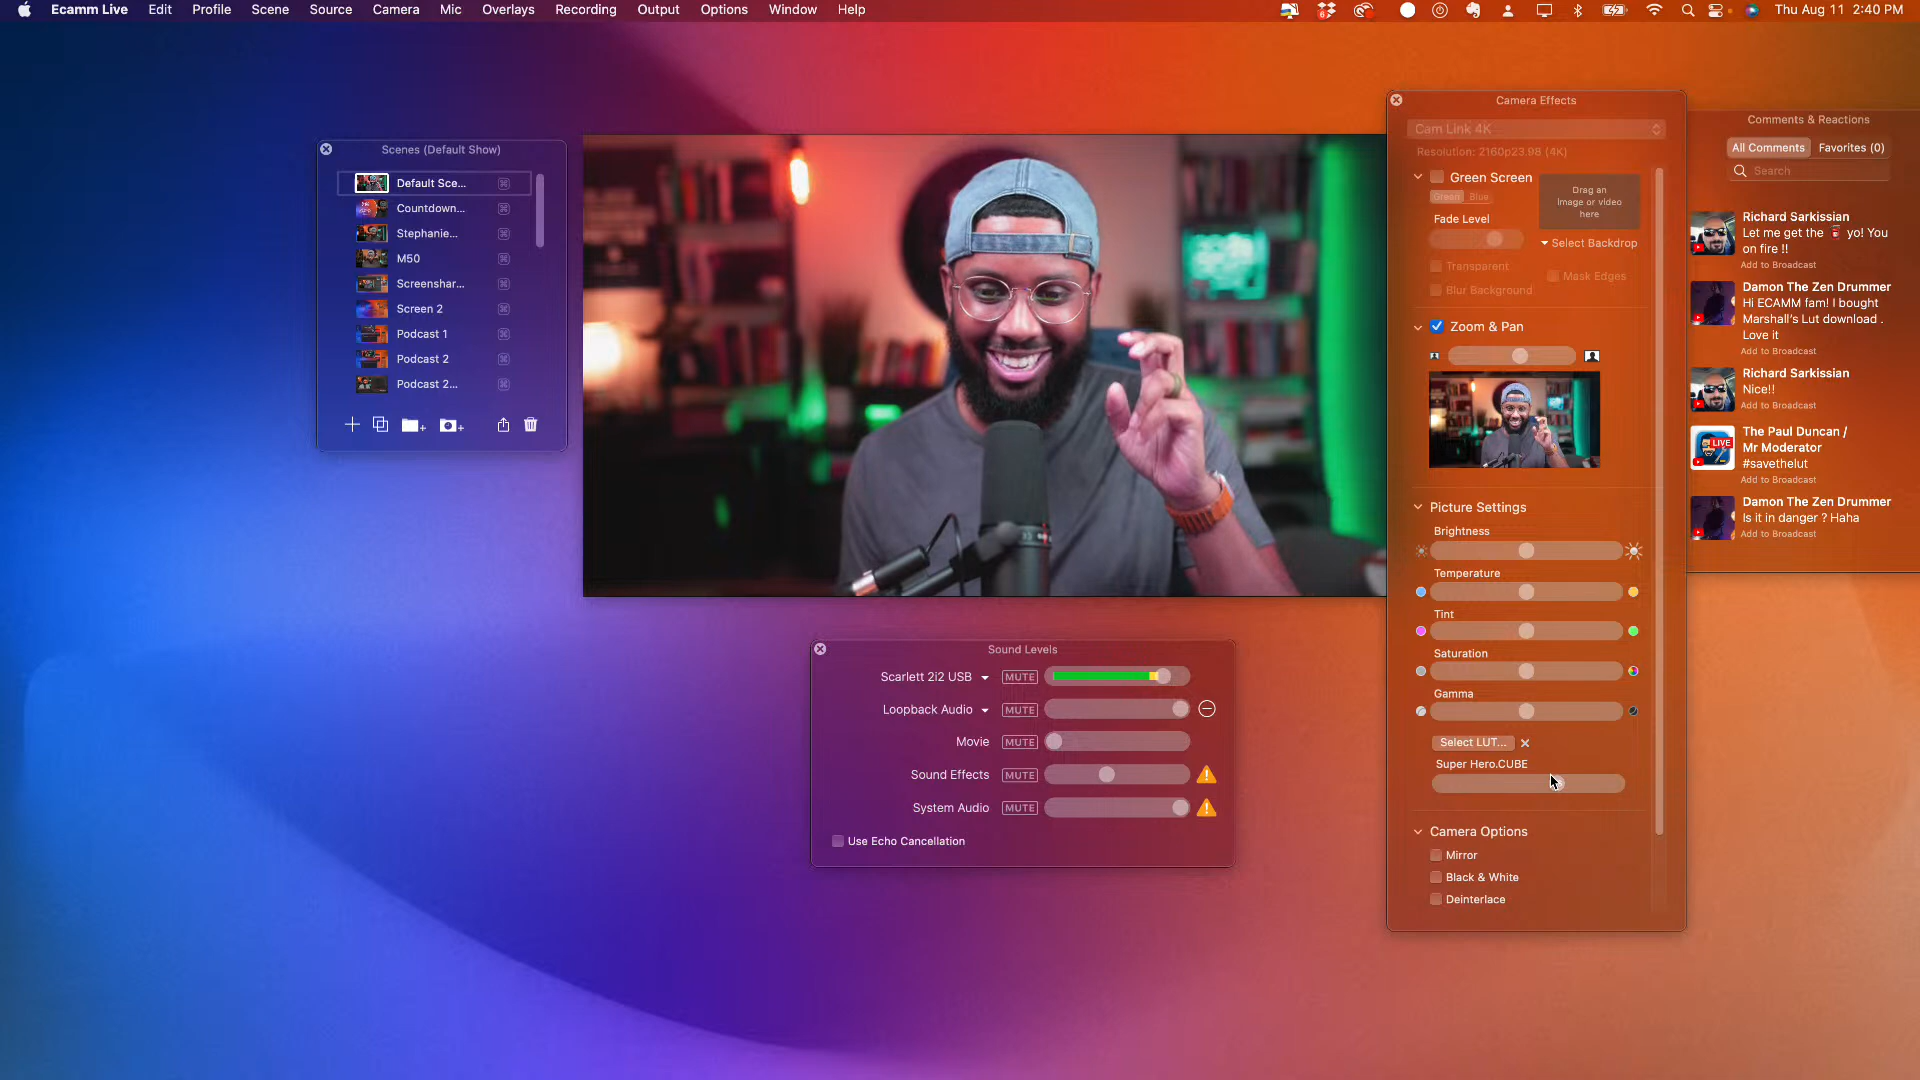 Ecamm Live Edit Profile Scene Source Camera Mic Overlays Recording Output Options Window Help
6
Thu Aug 11 2:40 PM
Scenes (Default Show)
Default Sce...
Countdown...
Stephanie...
M50
Screenshar...
Screen 2
Podcast 1
Podcast 2
Podcast 2...
Sound Levels
Scarlett 2i2 USB MUTE
Loopback Audio MUTE
Movie MUTE
Sound Effects MUTE
System Audio MUTE
Use Echo Cancellation
Camera Effects
Cam Link 4K
Resolution: 2160p23.98 (4K)
Green Screen
Green Blue
Fade Level
Drag an
Image or video
here
Select Backdrop
Transparent
Mask Edges
Blur Background
Zoom & Pan
Picture Settings
Brightness
Temperature
Tint
Saturation
Gamma
Select LUT...
Super Hero.CUBE
Camera Options
Mirror
Black & White
Deinterlace
Comments & Reactions
All Comments Favorites (0)
Search
Richard Sarkissian
Let me get the 🥫 yo! You
on fire !!
Add to Broadcast
Damon The Zen Drummer
Hi ECAMM fam! I bought
Marshall's Lut download .
Love it
Add to Broadcast
Richard Sarkissian
Nice!!
Add to Broadcast
LIVE
The Paul Duncan /
Mr Moderator
#savethelut
Add to Broadcast
Damon The Zen Drummer
Is it in danger ? Haha
Add to Broadcast